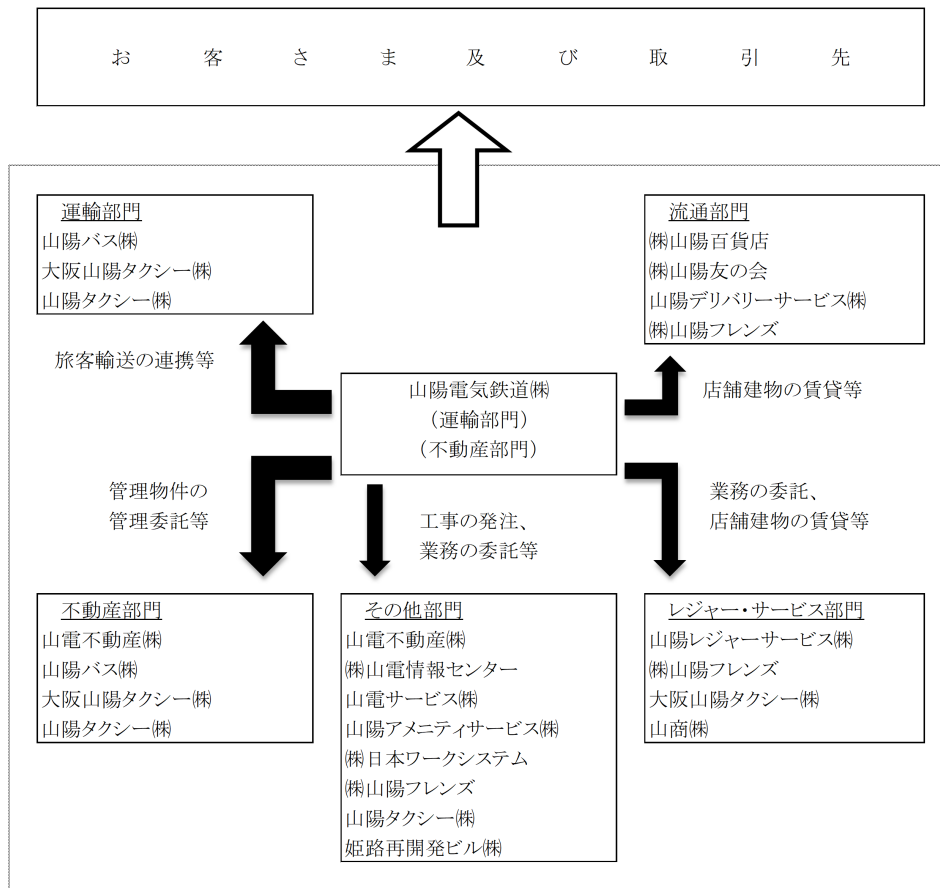 お客さま及び取引先
運輸部門
山陽バス㈱
大阪山陽タクシー㈱
山陽タクシー㈱
流通部門
㈱山陽百貨店
㈱山陽友の会
山陽デリバリーサービス㈱
㈱山陽フレンズ
旅客輸送の連携等
山陽電気鉄道㈱
（運輸部門）
（不動産部門）
店舗建物の賃貸等
管理物件の
管理委託等
工事の発注、
業務の委託等
業務の委託、
店舗建物の賃貸等
不動産部門
山電不動産㈱
山陽バス㈱
大阪山陽タクシー㈱
山陽タクシー㈱
その他部門
山電不動産㈱
㈱山電情報センター
山電サービス㈱
山陽アメニティサービス㈱
㈱日本ワークシステム
㈱山陽フレンズ
山陽タクシー㈱
姫路再開発ビル㈱
レジャー・サービス部門
山陽レジャーサービス㈱
㈱山陽フレンズ
大阪山陽タクシー㈱
山商㈱